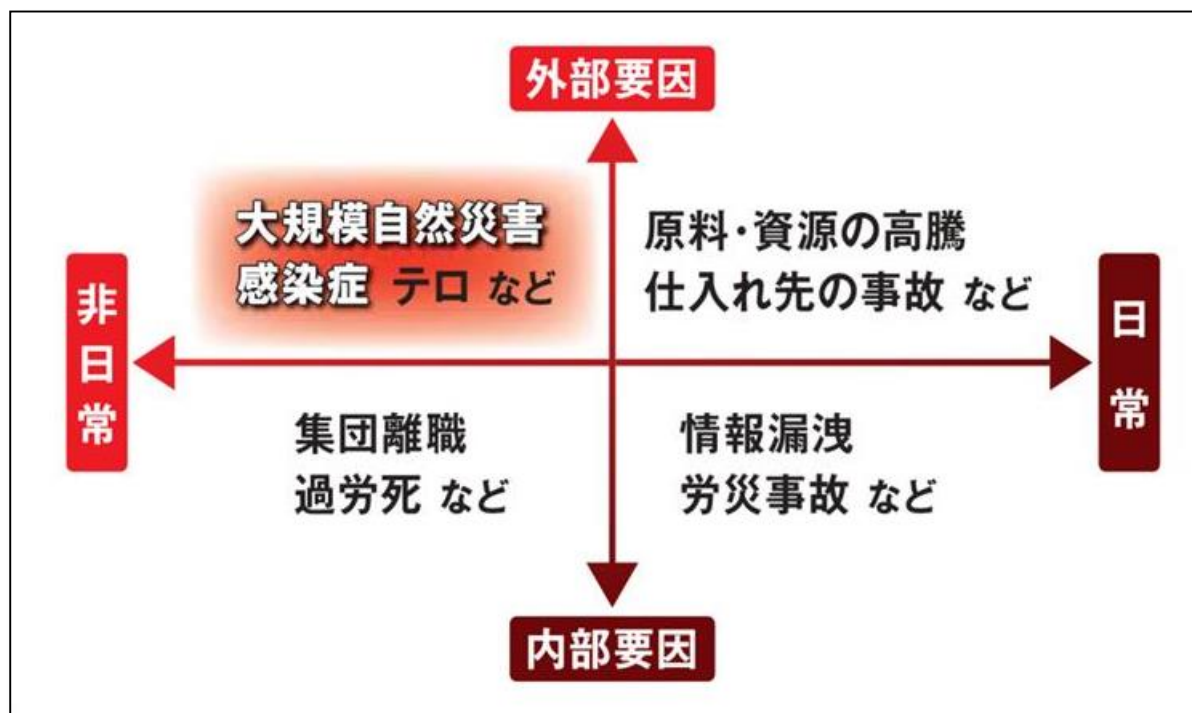 外部要因
大規模自然災害
感染症 テロ など
原料・資源の高騰
仕入れ先の事故 など
非日常
日常
集団離職
過労死 など
情報漏洩
労災事故 など
内部要因